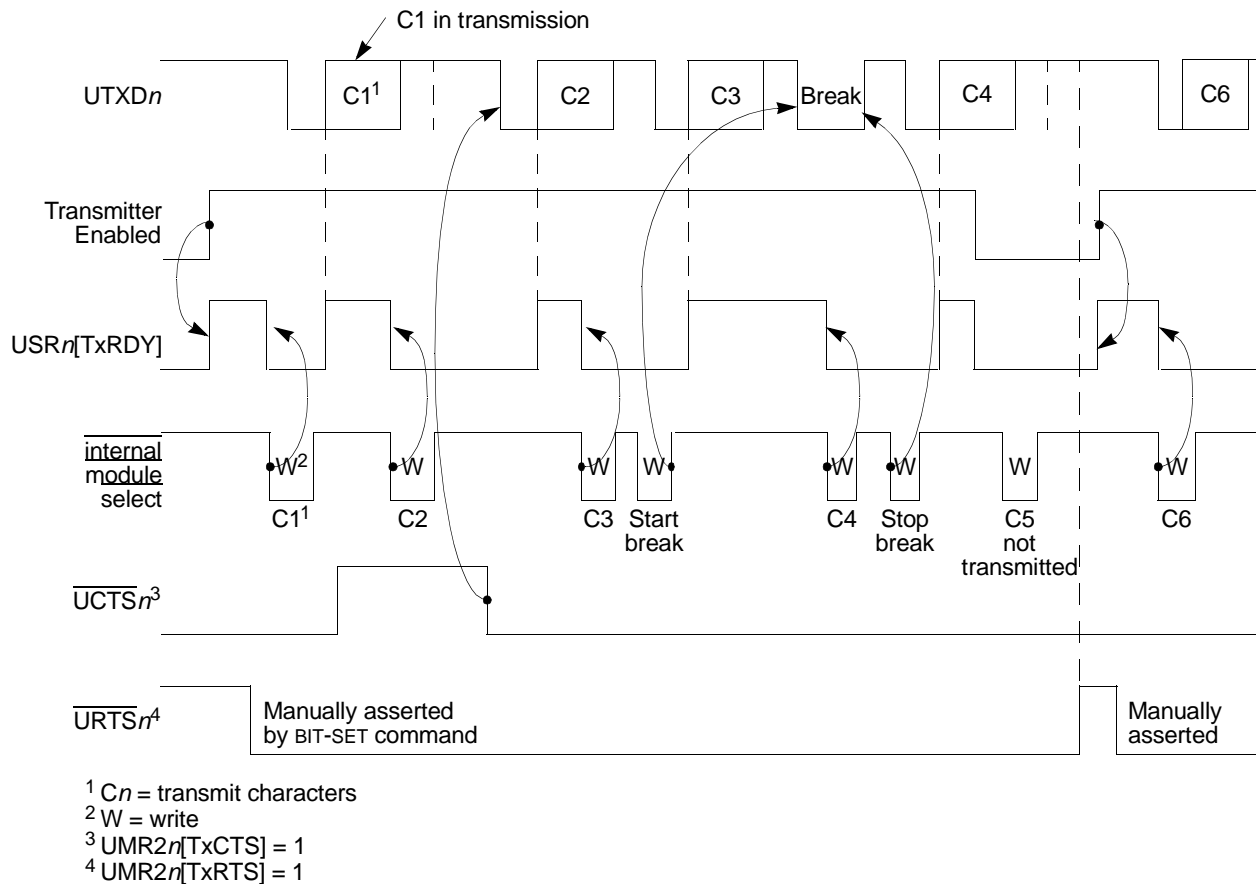 C1 in transmission
UTXDn
C1¹
C2
C3
Break
C4
C6
Transmitter
Enabled
USRn[TxRDY]
internal
module
select
W²
W
W
W
W
W
W
W
C1¹
C2
C3
Start
break
C4
Stop
break
C5
not
transmitted
C6
UCTSn³
URTSn⁴
Manually asserted
by BIT-SET command
Manually
asserted
¹ Cn = transmit characters
² W = write
³ UMR2n[TxCTS] = 1
⁴ UMR2n[TxRTS] = 1